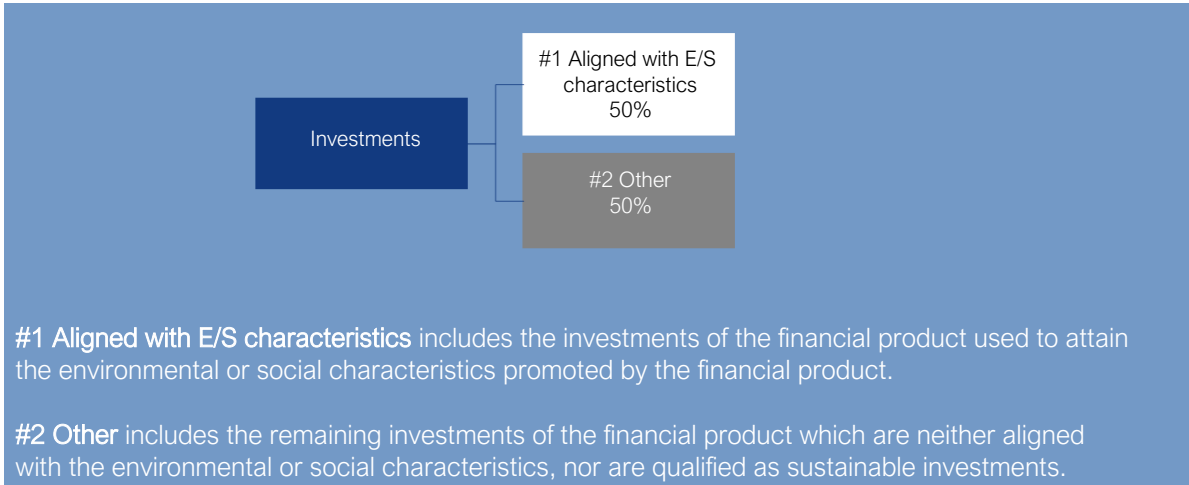 #1 Aligned with E/S
characteristics
50%
Investments
#2 Other
50%
#1 Aligned with E/S characteristics includes the investments of the financial product used to attain
the environmental or social characteristics promoted by the financial product.
#2 Other includes the remaining investments of the financial product which are neither aligned
with the environmental or social characteristics, nor are qualified as sustainable investments.